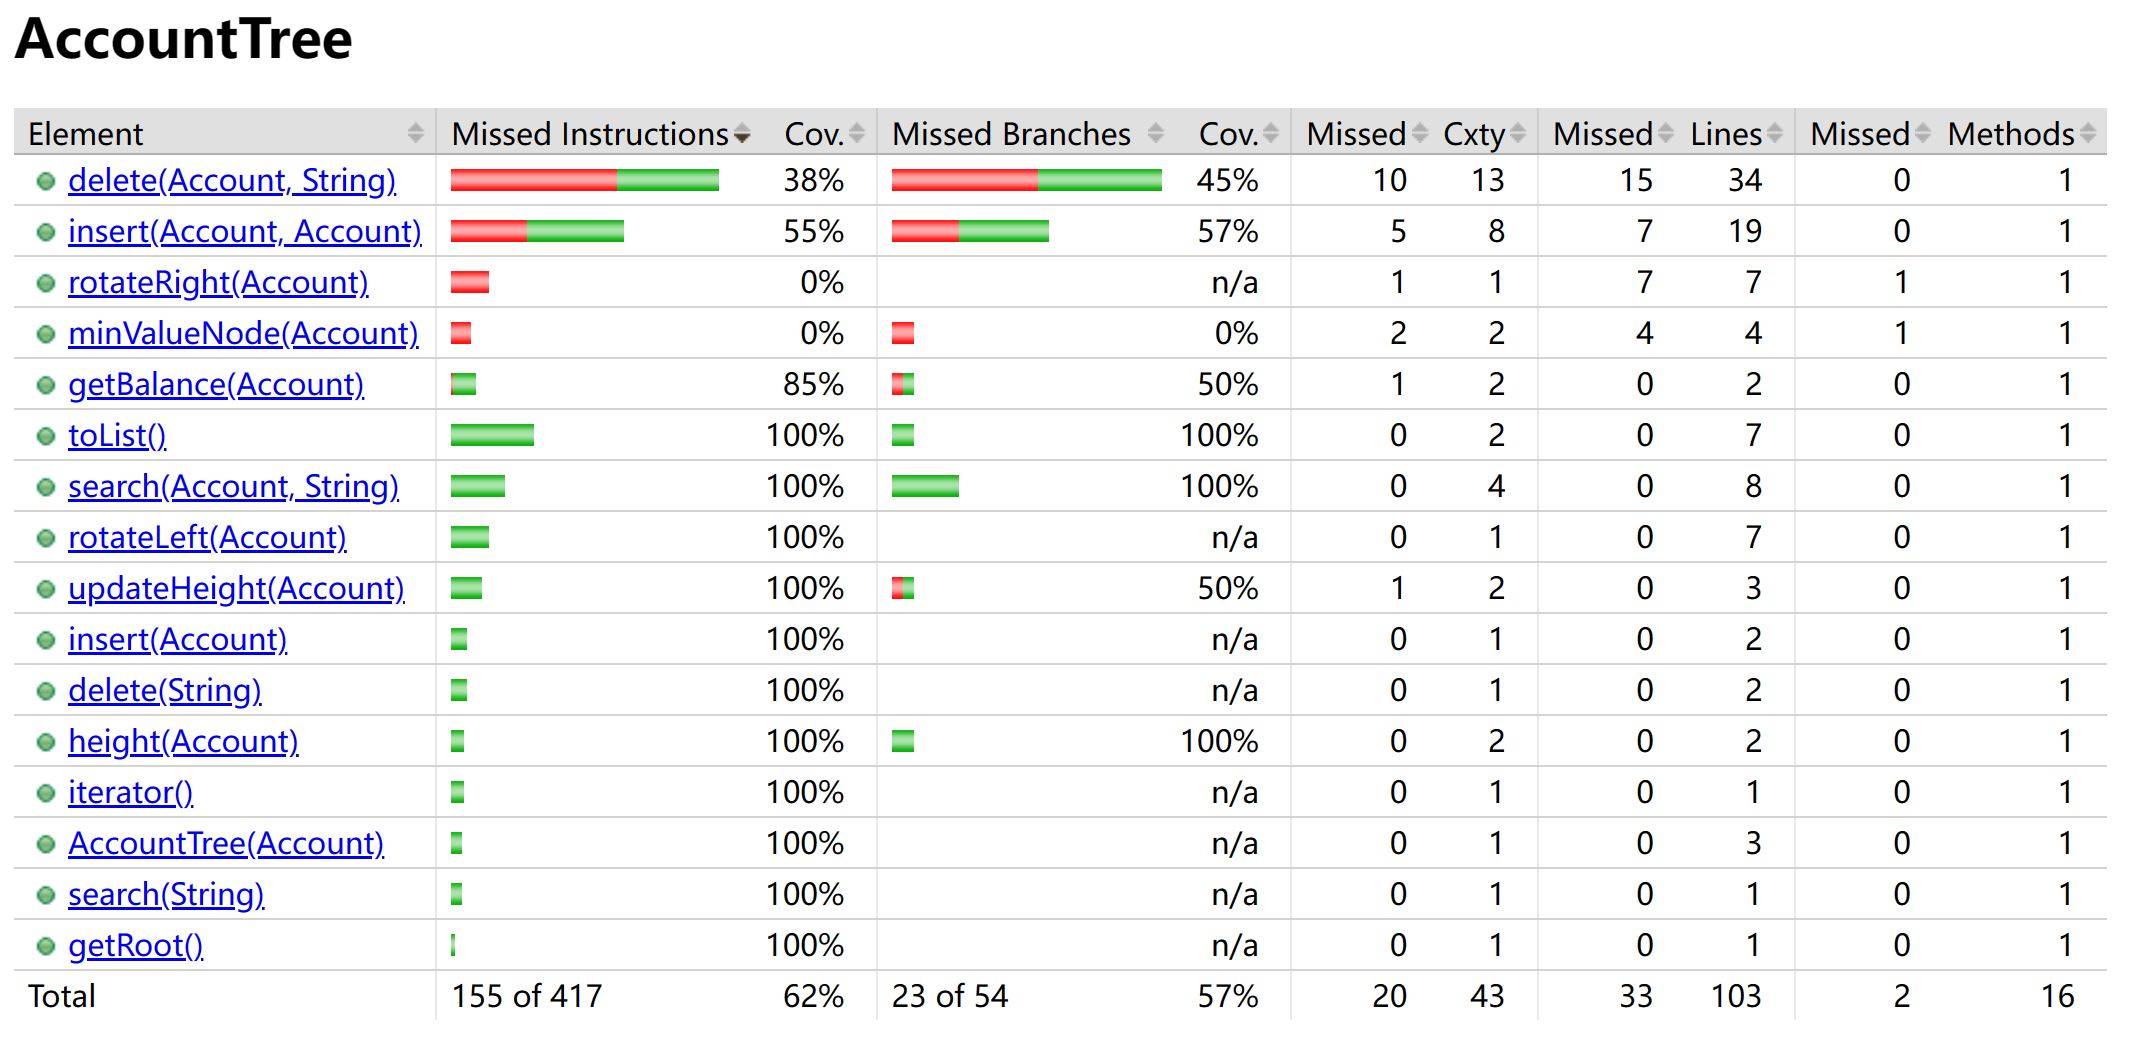 AccountTree
Element Missed Instructions Cov. Missed Branches Cov. Missed Cxty Missed Lines Missed Methods
delete(Account, String) 38% 45% 10 13 15 34 0 1
insert(Account, Account) 55% 57% 5 8 7 19 0 1
rotateRight(Account) 0% n/a 1 1 7 7 1 1
minValueNode(Account) 0% 0% 2 2 4 4 1 1
getBalance(Account) 85% 50% 1 2 0 2 0 1
toList() 100% 100% 0 2 0 7 0 1
search(Account, String) 100% 100% 0 4 0 8 0 1
rotateLeft(Account) 100% n/a 0 1 0 7 0 1
updateHeight(Account) 100% 50% 1 2 0 3 0 1
insert(Account) 100% n/a 0 1 0 2 0 1
delete(String) 100% n/a 0 1 0 2 0 1
height(Account) 100% 100% 0 2 0 2 0 1
iterator() 100% n/a 0 1 0 1 0 1
AccountTree(Account) 100% n/a 0 1 0 3 0 1
search(String) 100% n/a 0 1 0 1 0 1
getRoot() 100% n/a 0 1 0 1 0 1
Total 155 of 417 62% 23 of 54 57% 20 43 33 103 2 16